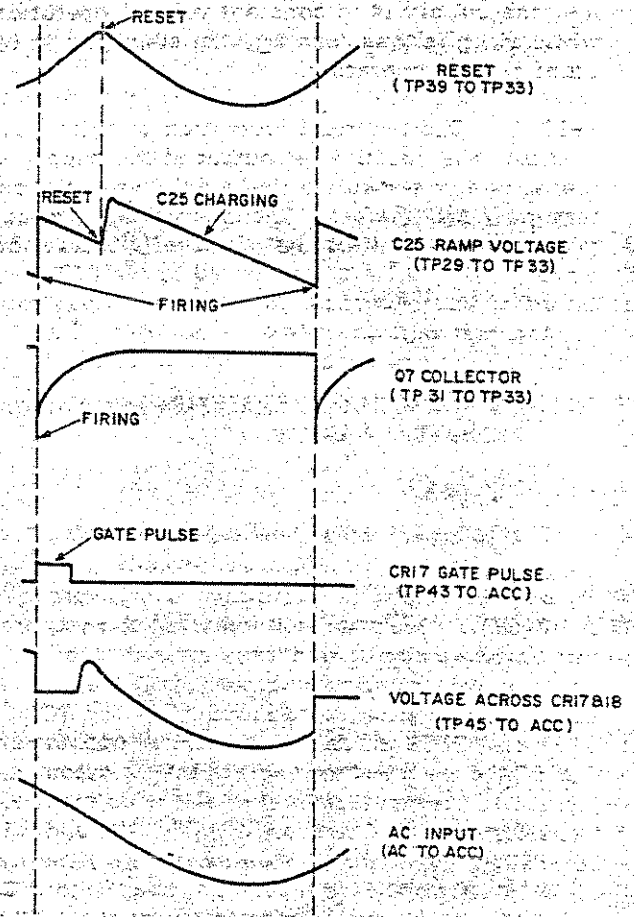 RESET
RESET
(TP39 TO TP33)
RESET
C25 CHARGING
C25 RAMP VOLTAGE
(TP29 TO TP33)
FIRING
Q7 COLLECTOR
(TP31 TO TP33)
FIRING
GATE PULSE
CR17 GATE PULSE
(TP43 TO ACC)
VOLTAGE ACROSS CR17&18
(TP45 TO ACC)
AC INPUT
(AC TO ACC)